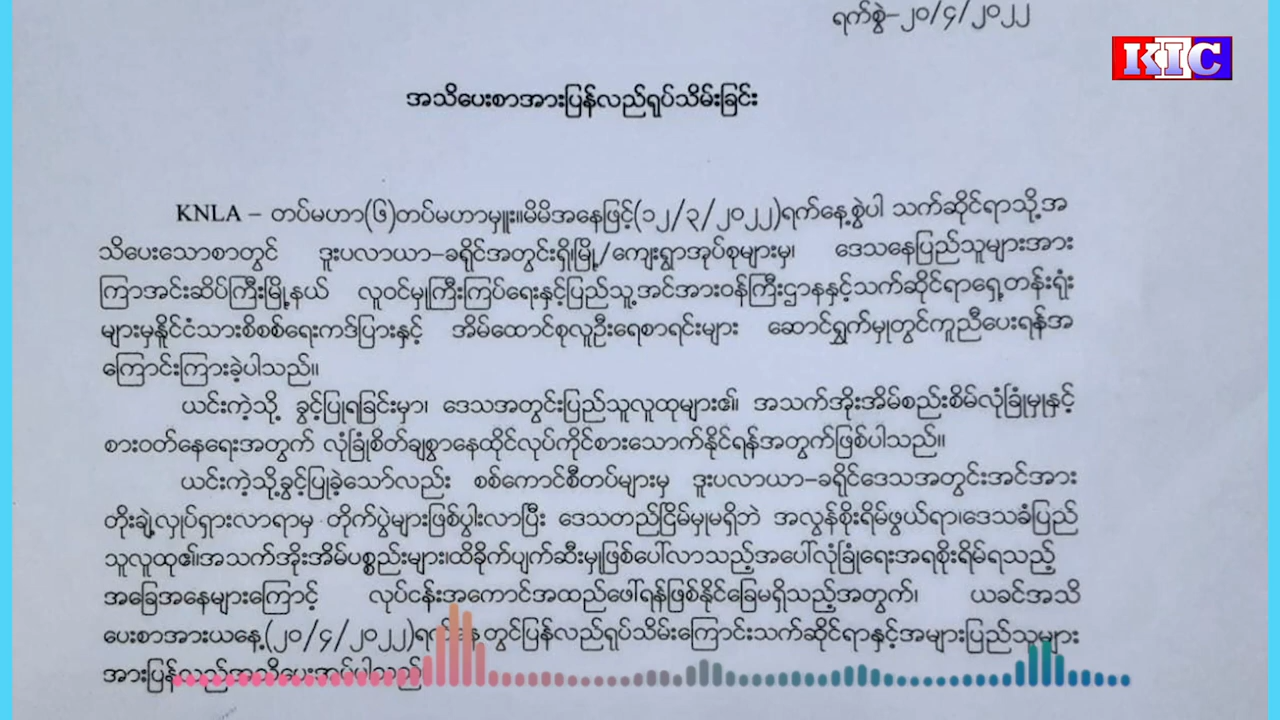 ရက်စွဲ-၂၀/၄/၂၀၂၂
KIC
အသိပေးစာအားပြန်လည်ရုပ်သိမ်းခြင်း
KNLA – တပ်မဟာ(၆)တပ်မဟာမှူး။မိမိအနေဖြင့်(၁၂/၃/၂၀၂၂)ရက်နေ့စွဲပါ သက်ဆိုင်ရာသို့အ
သိပေးသောစာတွင် ဒူးပလာယာ–ခရိုင်အတွင်းရှိမြို့/ကျေးရွာအုပ်စုများမှ၊ ဒေသနေပြည်သူများအား
ကြာအင်းဆိပ်ကြီးမြို့နယ် လူဝင်မှုကြီးကြပ်ရေးနှင့်ပြည်သူ့အင်အားဝန်ကြီးဌာနနှင့်သက်ဆိုင်ရာရှေ့တန်းရုံး
များမှနိူင်ငံသားစိစစ်ရေးကဒ်ပြားနှင့် အိမ်ထောင်စုလူဦးရေစာရင်းများ ဆောင်ရွှက်မှုတွင်ကူညီပေးရန်အ
ကြောင်းကြားခဲ့ပါသည်။
ယင်းကဲ့သို့ ခွင့်ပြုရခြင်းမှာ၊ ဒေသအတွင်းပြည်သူလူထုများ၏ အသက်အိုးအိမ်စည်းစိမ်လုံခြုံမှုနှင့်
စားဝတ်နေရေးအတွက် လုံခြုံစိတ်ချစွာနေထိုင်လုပ်ကိုင်စားသောက်နိုင်ရန်အတွက်ဖြစ်ပါသည်။
ယင်းကဲ့သို့ခွင့်ပြုခဲ့သော်လည်း စစ်ကောင်စီတပ်များမှ ဒူးပလာယာ–ခရိုင်ဒေသအတွင်းအင်အား
တိုးချဲ့လှုပ်ရှားလာရာမှ တိုက်ပွဲများဖြစ်ပွါးလာပြီး ဒေသတည်ငြိမ်မှုမရှိဘဲ အလွန်စိုးရိမ်ဖွယ်ရာ၊ဒေသခံပြည်
သူလူထု၏အသက်အိုးအိမ်ပစ္စည်းများ၊ထိခိုက်ပျက်ဆီးမှုဖြစ်ပေါ်လာသည့်အပေါ်လုံခြုံရေးအရစိုးရိမ်ရသည့်
အခြေအနေများကြောင့် လုပ်ငန်းအကောင်အထည်ဖေါ်ရန်ဖြစ်နိုင်ခြေမရှိသည့်အတွက်၊ ယခင်အသိ
ပေးစာအားယနေ့(၂၀/၄/၂၀၂၂)ရက်နေ့တွင်ပြန်လည်ရုပ်သိမ်းကြောင်းသက်ဆိုင်ရာနှင့်အများပြည်သူများ
အားပြန်လည်အသိပေးအပ်ပါသည်